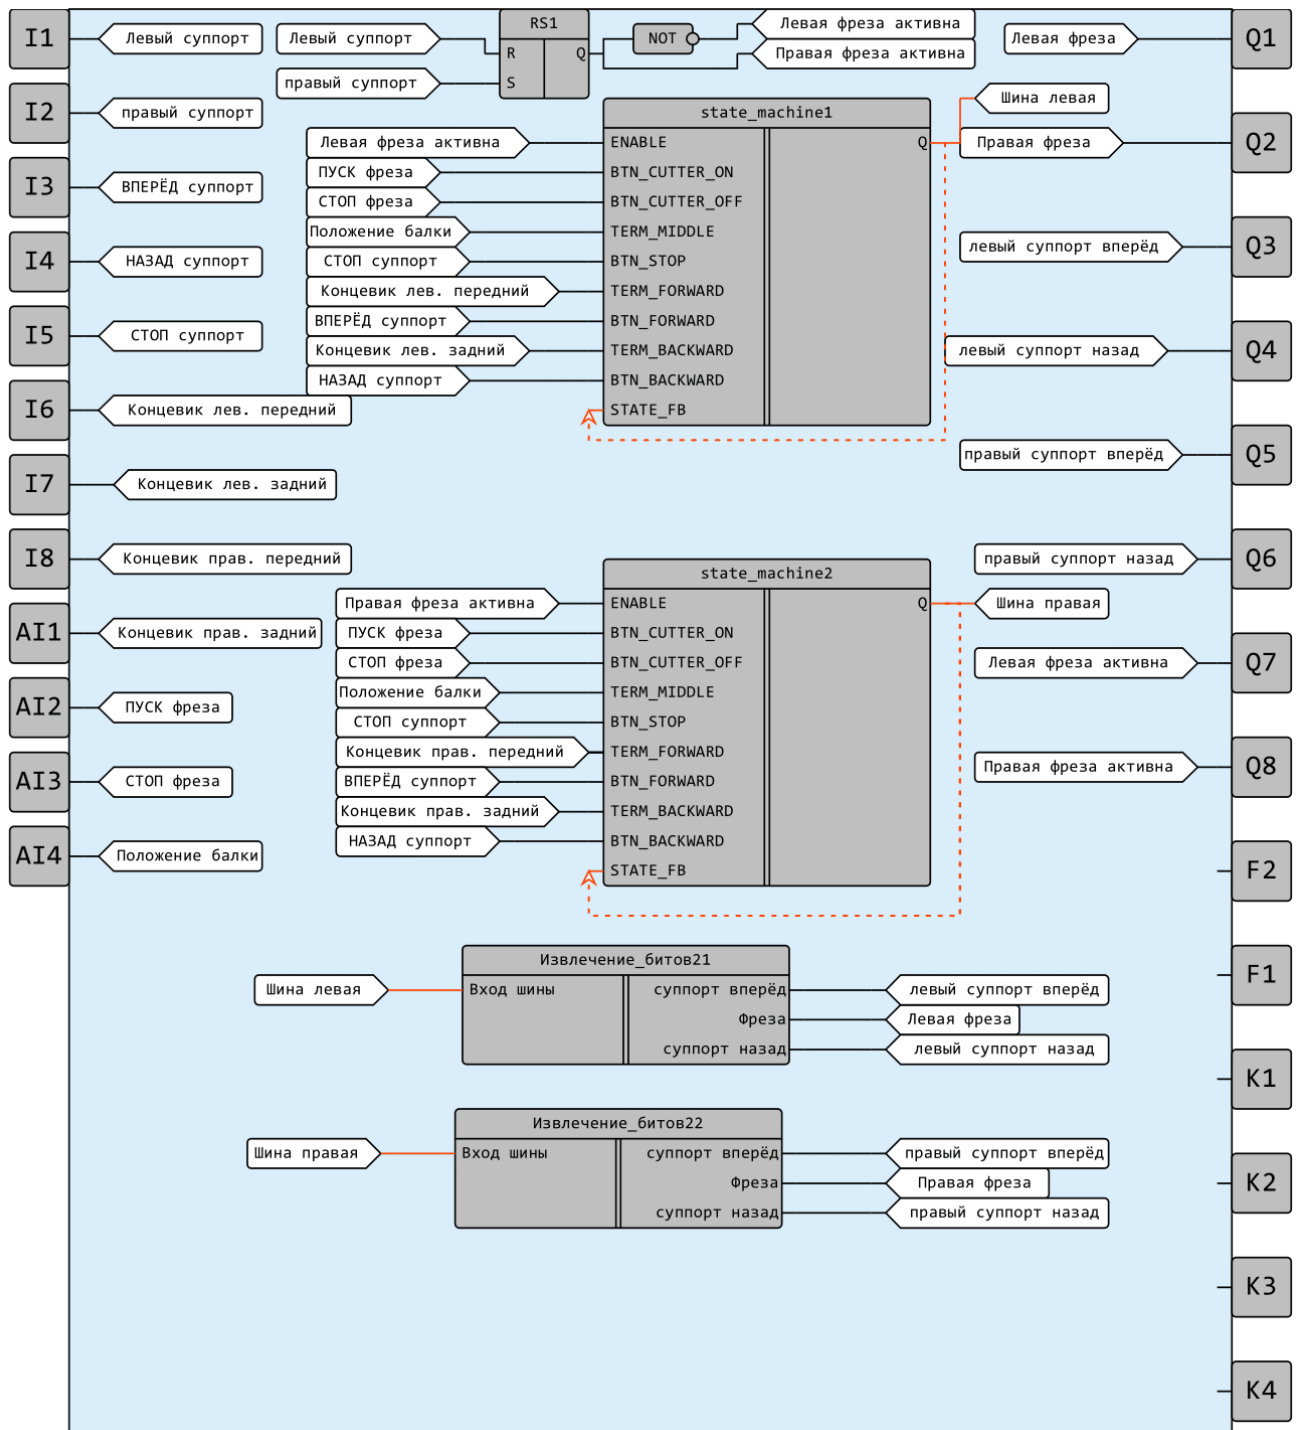 I1
Левый суппорт
I2
правый суппорт
I3
ВПЕРЁД суппорт
I4
НАЗАД суппорт
I5
СТОП суппорт
I6
Концевик лев. передний
I7
Концевик лев. задний
I8
Концевик прав. передний
AI1
Концевик прав. задний
AI2
ПУСК фреза
AI3
СТОП фреза
AI4
Положение балки
Левый суппорт
правый суппорт
RS1
R
S
Q
NOT
Левая фреза активна
Правая фреза активна
state_machine1
Левая фреза активна
ENABLE
ПУСК фреза
BTN_CUTTER_ON
СТОП фреза
BTN_CUTTER_OFF
Положение балки
TERM_MIDDLE
СТОП суппорт
BTN_STOP
Концевик лев. передний
TERM_FORWARD
ВПЕРЁД суппорт
BTN_FORWARD
Концевик лев. задний
TERM_BACKWARD
НАЗАД суппорт
BTN_BACKWARD
STATE_FB
Q
Шина левая
state_machine2
Правая фреза активна
ENABLE
ПУСК фреза
BTN_CUTTER_ON
СТОП фреза
BTN_CUTTER_OFF
Положение балки
TERM_MIDDLE
СТОП суппорт
BTN_STOP
Концевик прав. передний
TERM_FORWARD
ВПЕРЁД суппорт
BTN_FORWARD
Концевик прав. задний
TERM_BACKWARD
НАЗАД суппорт
BTN_BACKWARD
STATE_FB
Q
Шина правая
Извлечение_битов21
Шина левая
Вход шины
суппорт вперёд
левый суппорт вперёд
Фреза
Левая фреза
суппорт назад
левый суппорт назад
Извлечение_битов22
Шина правая
Вход шины
суппорт вперёд
правый суппорт вперёд
Фреза
Правая фреза
суппорт назад
правый суппорт назад
Левая фреза
Q1
Правая фреза
Q2
левый суппорт вперёд
Q3
левый суппорт назад
Q4
правый суппорт вперёд
Q5
правый суппорт назад
Q6
Левая фреза активна
Q7
Правая фреза активна
Q8
F2
F1
K1
K2
K3
K4